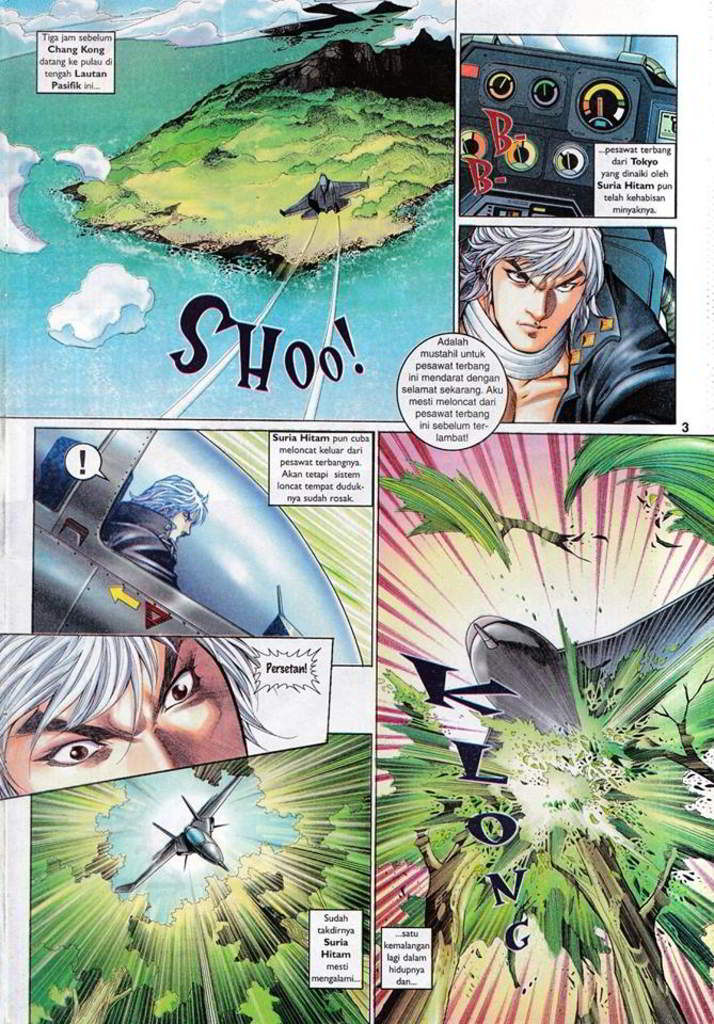 Tiga jam sebelum
Chang Kong
datang ke pulau di
tengah Lautan
Pasifik ini...
SHOO!
B-
B-
...pesawat terbang
dari Tokyo
yang dinaiki oleh
Suria Hitam pun
telah kehabisan
minyaknya.
Adalah
mustahil untuk
pesawat terbang
ini mendarat dengan
selamat sekarang. Aku
mesti meloncat dari
pesawat terbang
ini sebelum ter-
lambat!
3
!
Suria Hitam pun cuba
meloncat keluar dari
pesawat terbangnya.
Akan tetapi sistem
loncat tempat duduk-
nya sudah rosak.
Persetan!
Sudah
takdirnya
Suria
Hitam
mesti
mengalami...
KLONG
...satu
kemalangan
lagi dalam
hidupnya
dan...